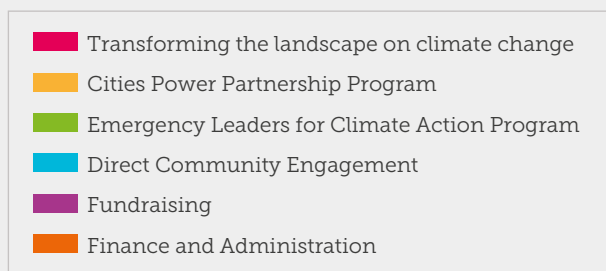 Transforming the landscape on climate change
Cities Power Partnership Program
Emergency Leaders for Climate Action Program
Direct Community Engagement
Fundraising
Finance and Administration